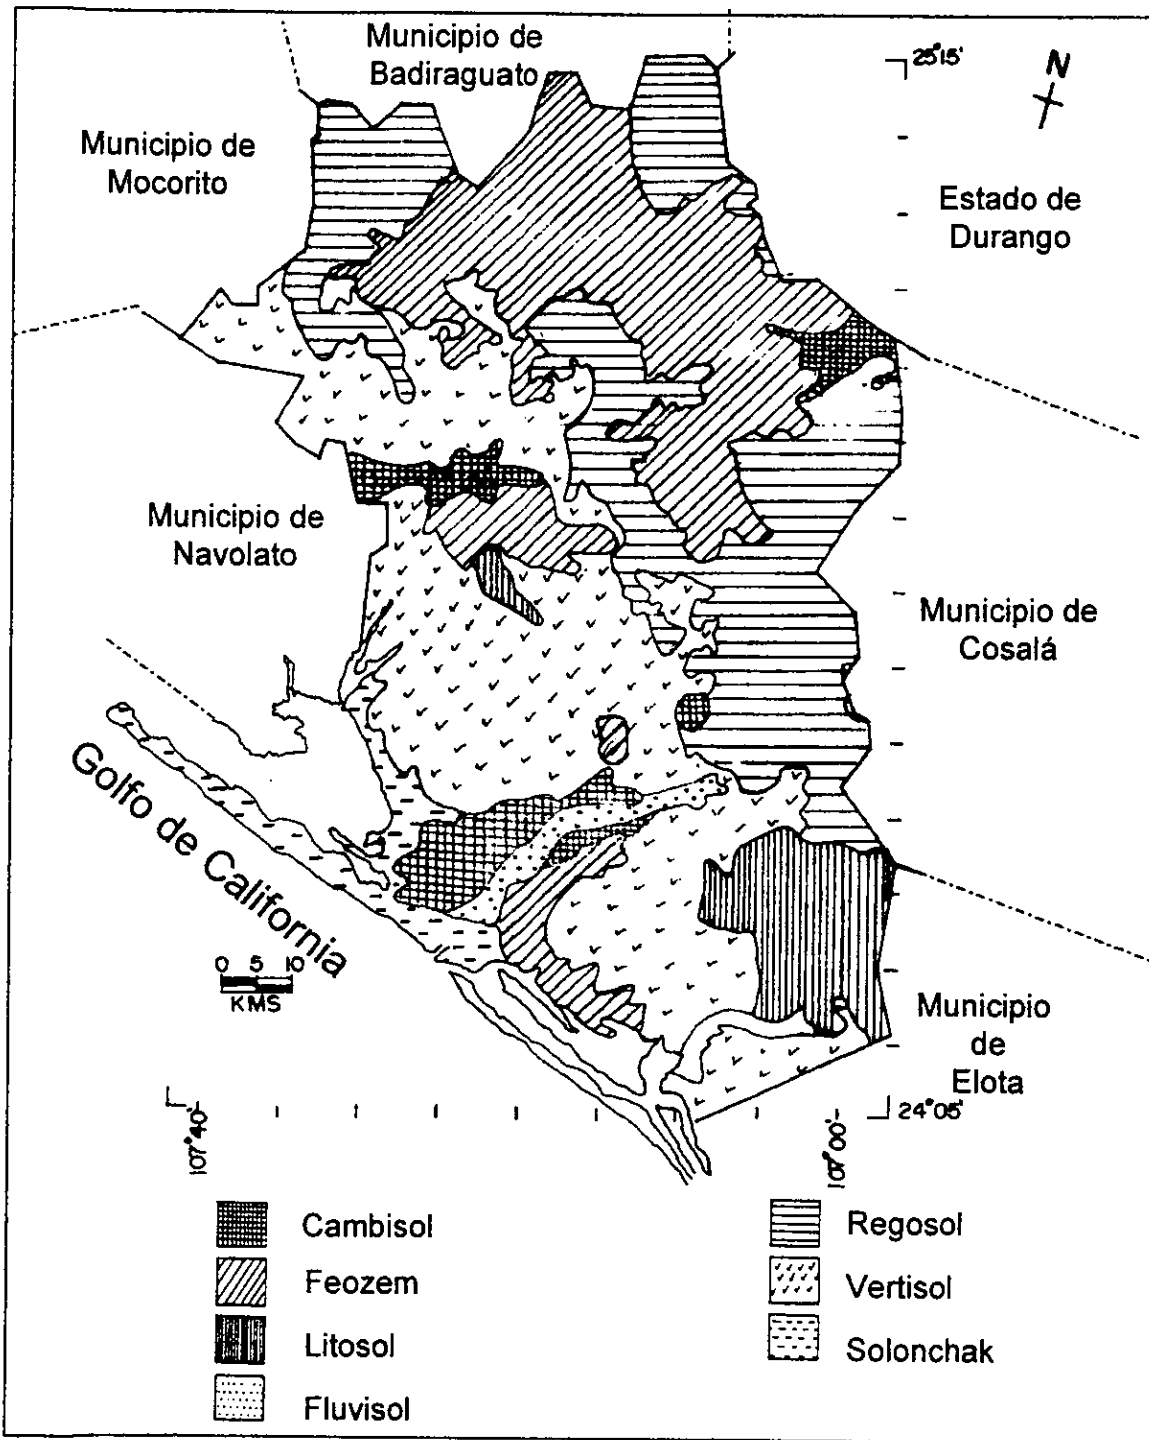 Municipio de
Badiraguato
25°15'
N
Municipio de
Mocorito
Estado de
Durango
Municipio de
Navolato
Municipio de
Cosalá
Golfo de California
0 5 10
KMS
Municipio
de
Elota
24°05'
107°40'
107°00'
Cambisol
Feozem
Litosol
Fluvisol
Regosol
Vertisol
Solonchak